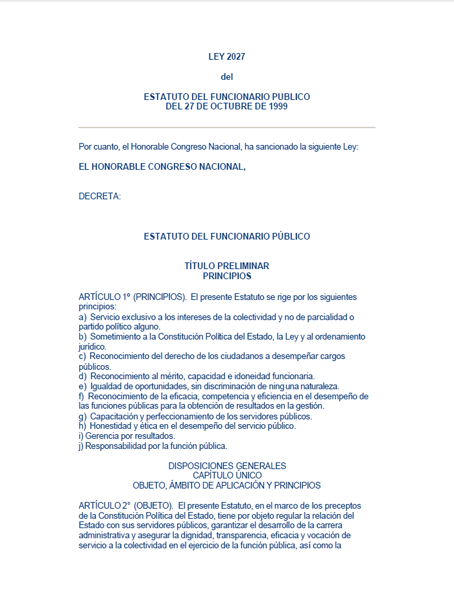 LEY 2027
del
ESTATUTO DEL FUNCIONARIO PUBLICO
DEL 27 DE OCTUBRE DE 1999
Por cuanto, el Honorable Congreso Nacional, ha sancionado la siguiente Ley:
EL HONORABLE CONGRESO NACIONAL,
DECRETA:
ESTATUTO DEL FUNCIONARIO PÚBLICO
TÍTULO PRELIMINAR
PRINCIPIOS
ARTÍCULO 1º (PRINCIPIOS). El presente Estatuto se rige por los siguientes
principios:
a) Servicio exclusivo a los intereses de la colectividad y no de parcialidad o
partido político alguno.
b) Sometimiento a la Constitución Política del Estado, la Ley y al ordenamiento
jurídico.
c) Reconocimiento del derecho de los ciudadanos a desempeñar cargos
públicos.
d) Reconocimiento al mérito, capacidad e idoneidad funcionaria.
e) Igualdad de oportunidades, sin discriminación de ninguna naturaleza.
f) Reconocimiento de la eficacia, competencia y eficiencia en el desempeño de
las funciones públicas para la obtención de resultados en la gestión.
g) Capacitación y perfeccionamiento de los servidores públicos.
h) Honestidad y ética en el desempeño del servicio público.
i) Gerencia por resultados.
j) Responsabilidad por la función pública.
DISPOSICIONES GENERALES
CAPÍTULO ÚNICO
OBJETO, ÁMBITO DE APLICACIÓN Y PRINCIPIOS
ARTÍCULO 2° (OBJETO). El presente Estatuto, en el marco de los preceptos
de la Constitución Política del Estado, tiene por objeto regular la relación del
Estado con sus servidores públicos, garantizar el desarrollo de la carrera
administrativa y asegurar la dignidad, transparencia, eficacia y vocación de
servicio a la colectividad en el ejercicio de la función pública, así como la